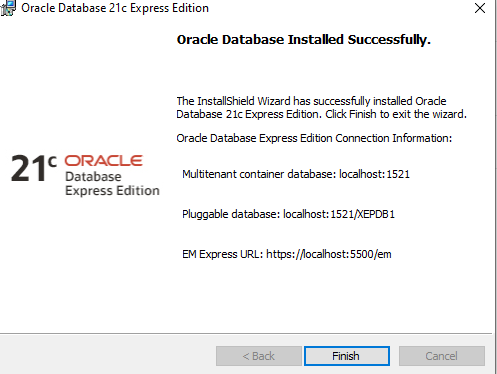 Oracle Database 21c Express Edition
Oracle Database Installed Successfully.
The InstallShield Wizard has successfully installed Oracle
Database 21c Express Edition. Click Finish to exit the wizard.
Oracle Database Express Edition Connection Information:
21c ORACLE
Database
Express Edition
Multitenant container database: localhost:1521
Pluggable database: localhost:1521/XEPDB1
EM Express URL: https://localhost:5500/em
< Back
Finish
Cancel